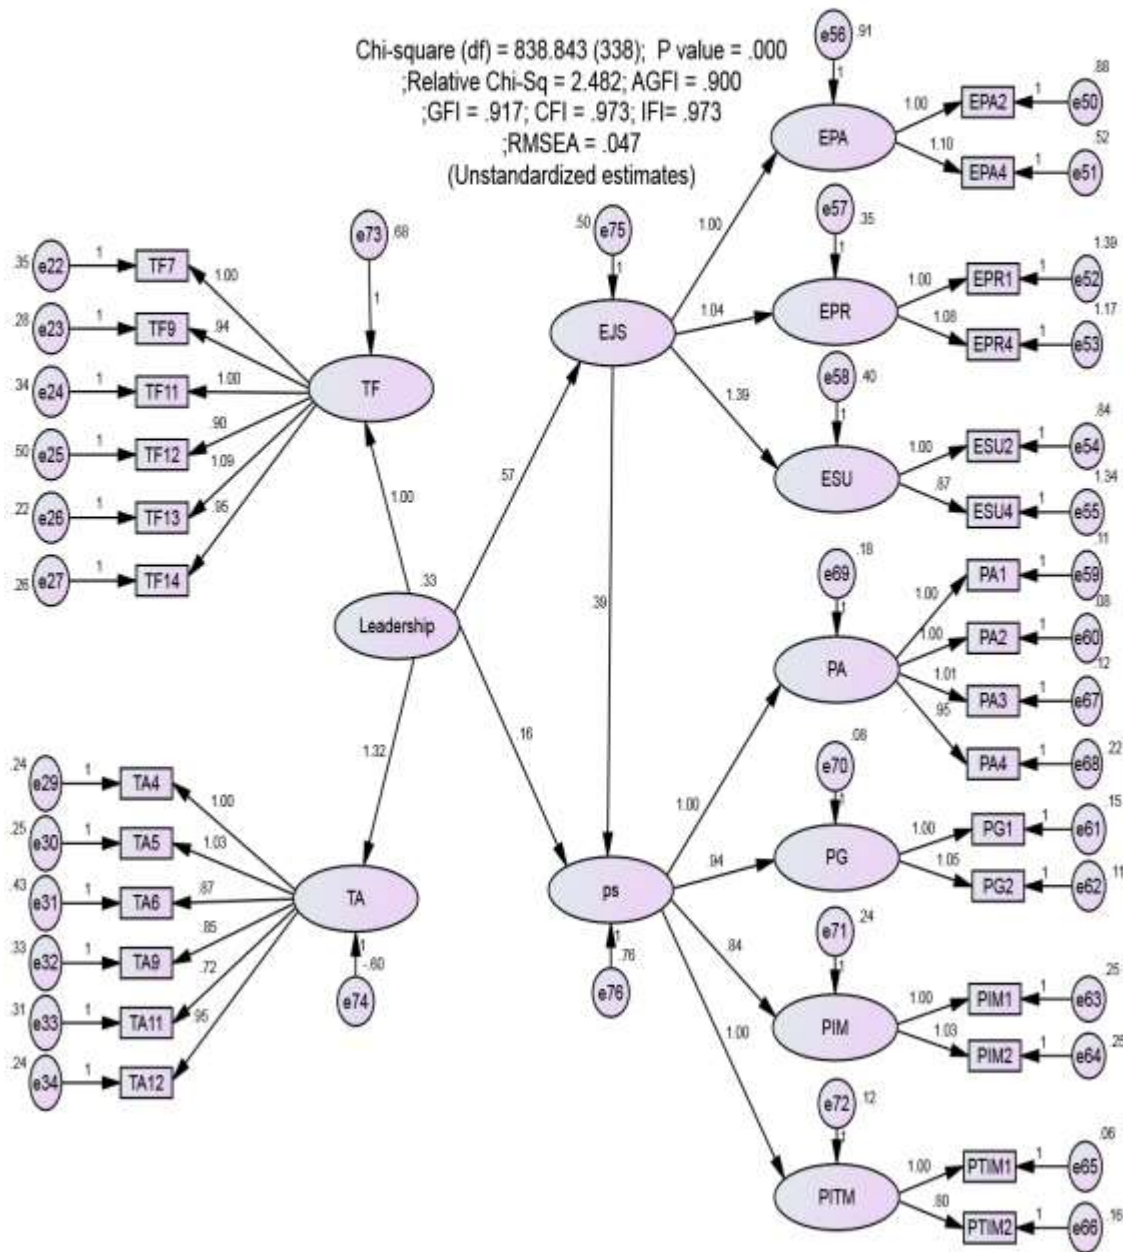 Chi-square (df) = 838.843 (338); P value = .000
;Relative Chi-Sq = 2.482; AGFI = .900
;GFI = .917; CFI = .973; IFI= .973
;RMSEA = .047
(Unstandardized estimates)
.35 e22 1 TF7 1.00
.28 e23 1 TF9 .94
.34 e24 1 TF11 1.00
.50 e25 1 TF12 .90
.22 e26 1 TF13 1.09
.26 e27 1 TF14 .95
e73 .68
1
TF
1.00
.33
Leadership
.57
.16
1.32
.24 e29 1 TA4 1.00
.25 e30 1 TA5 1.03
.43 e31 1 TA6 .87
.33 e32 1 TA9 .85
.31 e33 1 TA11 .72
.24 e34 1 TA12 .95
TA
1
-.60
e74
.50 e75
1
EJS
.39
1.00
1.04
1.39
ps
1
.76
e76
1.00
.94
.84
1.00
e56 .91
1
EPA
1.00 EPA2 1 e50 .88
1.10 EPA4 1 e51 .52
e57 .35
1
EPR
1.00 EPR1 1 e52 1.39
1.08 EPR4 1 e53 1.17
e58 .40
1
ESU
1.00 ESU2 1 e54 .84
.87 ESU4 1 e55 1.34
e69 .18
1
PA
1.00 PA1 1 e59 .11
1.00 PA2 1 e60 .08
1.01 PA3 1 e67 .12
.95 PA4 1 e68 .22
e70 .08
1
PG
1.00 PG1 1 e61 .15
1.05 PG2 1 e62 .11
e71 .24
1
PIM
1.00 PIM1 1 e63 .25
1.03 PIM2 1 e64
e72 .12
1
PITM
1.00 PTIM1 1 e65 .06
.80 PTIM2 1 e66 .16